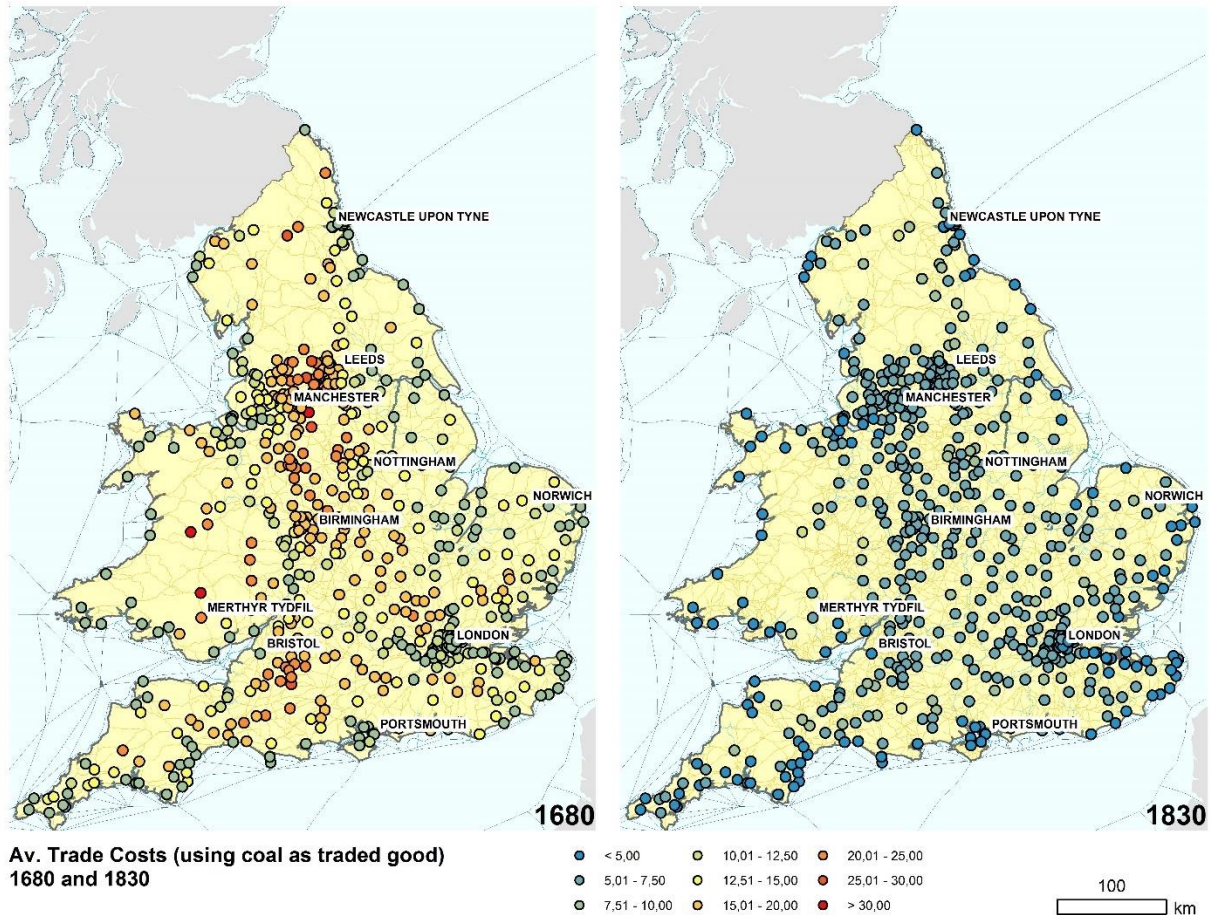 NEWCASTLE UPON TYNE
LEEDS
MANCHESTER
NOTTINGHAM
NORWICH
BIRMINGHAM
MERTHYR TYDFIL
LONDON
BRISTOL
PORTSMOUTH
1680
NEWCASTLE UPON TYNE
LEEDS
MANCHESTER
NOTTINGHAM
NORWICH
BIRMINGHAM
MERTHYR TYDFIL
LONDON
BRISTOL
PORTSMOUTH
1830
Av. Trade Costs (using coal as traded good)
1680 and 1830
< 5,00 10,01 - 12,50 20,01 - 25,00
5,01 - 7,50 12,51 - 15,00 25,01 - 30,00
7,51 - 10,00 15,01 - 20,00 > 30,00
100
km